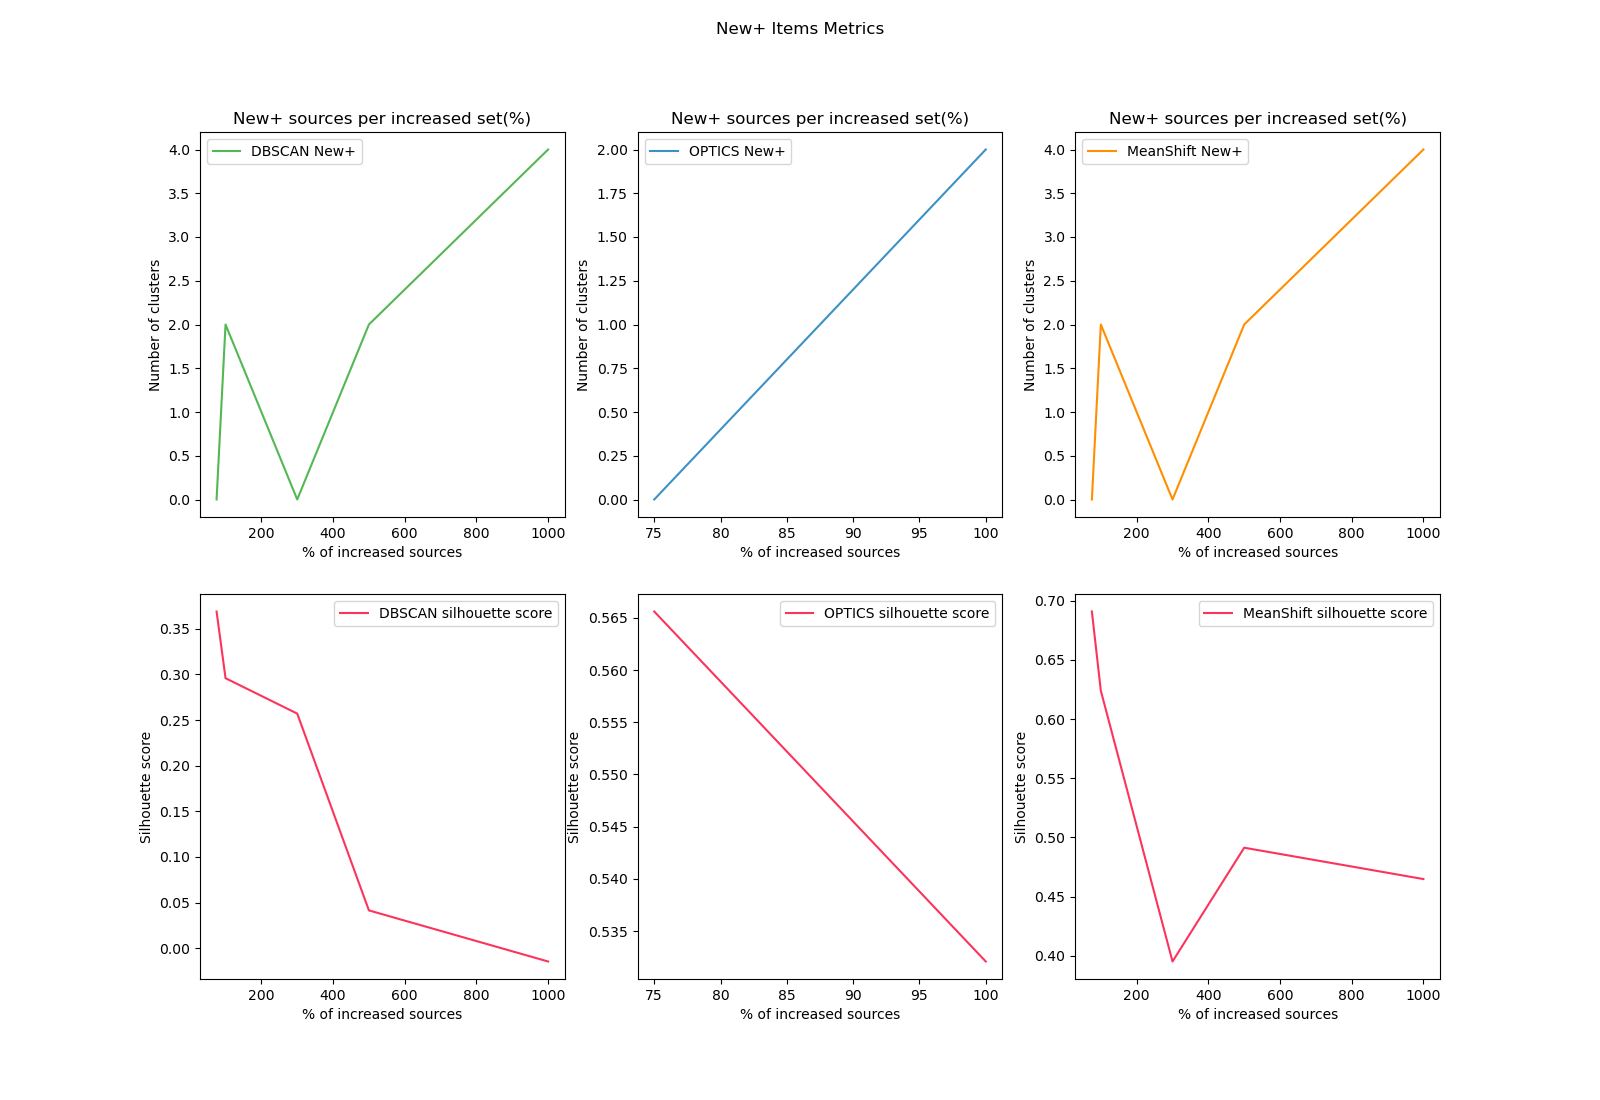 New+ Items Metrics
New+ sources per increased set(%)
DBSCAN New+
Number of clusters
4.0
3.5
3.0
2.5
2.0
1.5
1.0
0.5
0.0
200 400 600 800 1000
% of increased sources
New+ sources per increased set(%)
OPTICS New+
Number of clusters
2.00
1.75
1.50
1.25
1.00
0.75
0.50
0.25
0.00
75 80 85 90 95 100
% of increased sources
New+ sources per increased set(%)
MeanShift New+
Number of clusters
4.0
3.5
3.0
2.5
2.0
1.5
1.0
0.5
0.0
200 400 600 800 1000
% of increased sources
DBSCAN silhouette score
Silhouette score
0.35
0.30
0.25
0.20
0.15
0.10
0.05
0.00
200 400 600 800 1000
% of increased sources
OPTICS silhouette score
Silhouette score
0.565
0.560
0.555
0.550
0.545
0.540
0.535
75 80 85 90 95 100
% of increased sources
MeanShift silhouette score
Silhouette score
0.70
0.65
0.60
0.55
0.50
0.45
0.40
200 400 600 800 1000
% of increased sources